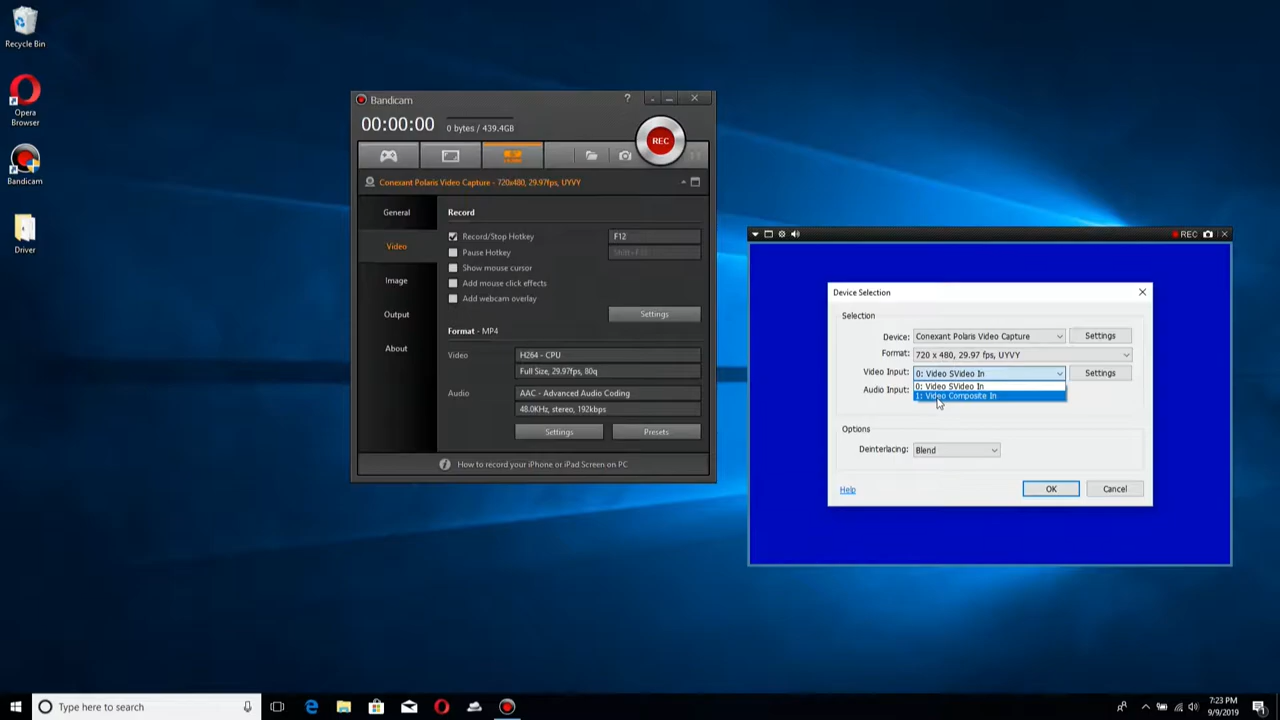 Recycle Bin
Opera
Browser
Bandicam
Driver
Bandicam
?
00:00:00
0 bytes / 439.4GB
REC
Conexant Polaris Video Capture - 720x480, 29.97fps, UYVY
General
Video
Image
Output
About
Record
Record/Stop Hotkey
F12
Pause Hotkey
Show mouse cursor
Add mouse click effects
Add webcam overlay
Settings
Format - MP4
Video
H264 - CPU
Full Size, 29.97fps, 80q
Audio
AAC - Advanced Audio Coding
48.0KHz, stereo, 192kbps
Settings
Presets
How to record your iPhone or iPad Screen on PC
REC
Device Selection
Selection
Device:
Conexant Polaris Video Capture
Settings
Format:
720 x 480, 29.97 fps, UYVY
Video Input:
0: Video SVideo In
Settings
0: Video SVideo In
1: Video Composite In
Audio Input:
Options
Deinterlacing:
Blend
Help
OK
Cancel
Type here to search
7:23 PM
9/9/2019